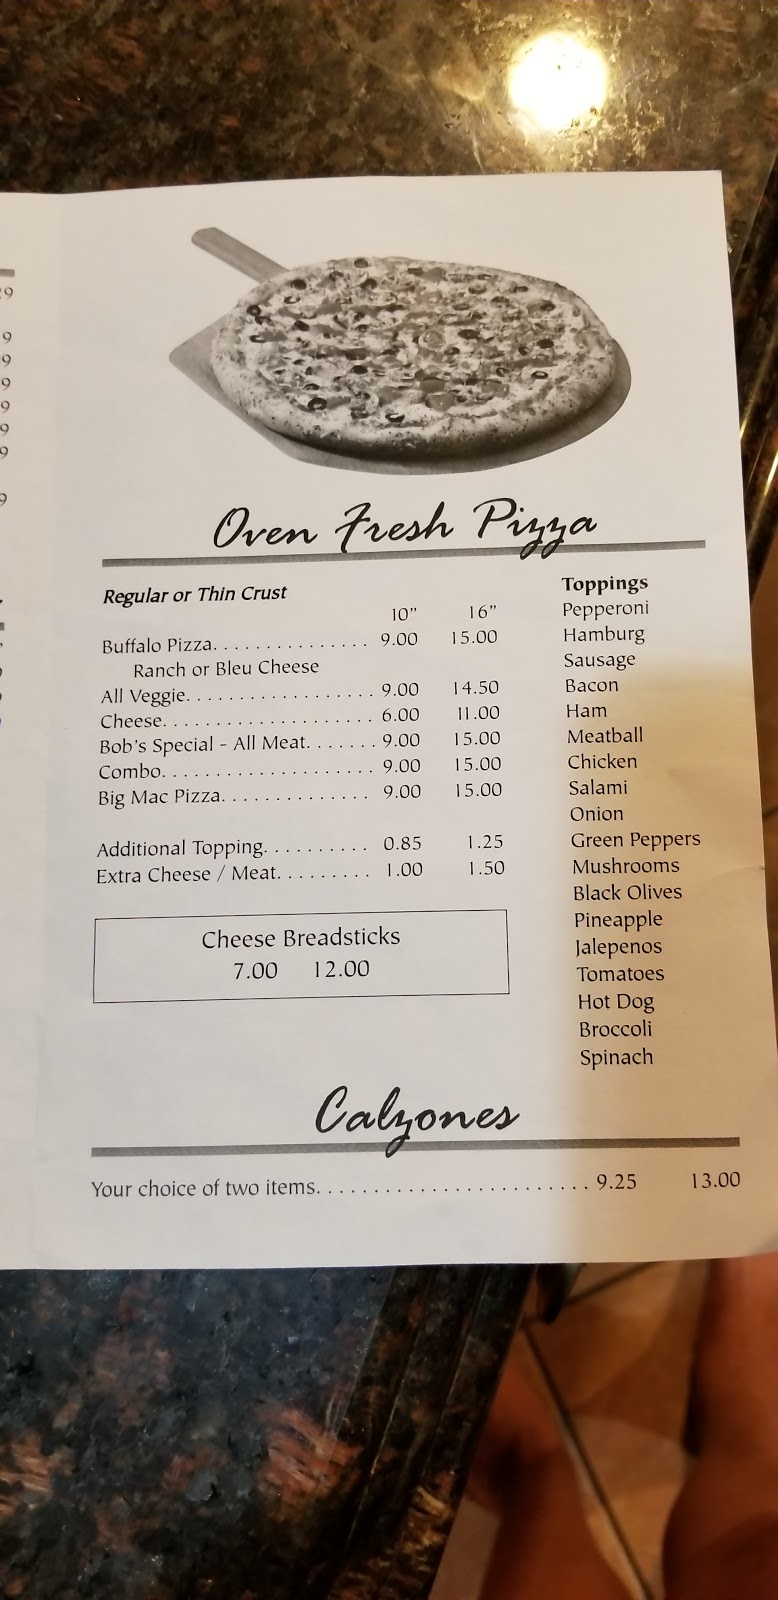 Oven Fresh Pizza
Regular or Thin Crust
10" 16"
Buffalo Pizza. . . . . . . . . . . . . . . 9.00 15.00
Ranch or Bleu Cheese
All Veggie. . . . . . . . . . . . . . . . . 9.00 14.50
Cheese. . . . . . . . . . . . . . . . . . . 6.00 11.00
Bob's Special - All Meat. . . . . . . 9.00 15.00
Combo. . . . . . . . . . . . . . . . . . . 9.00 15.00
Big Mac Pizza. . . . . . . . . . . . . . 9.00 15.00
Additional Topping. . . . . . . . . . 0.85 1.25
Extra Cheese / Meat. . . . . . . . . 1.00 1.50
Cheese Breadsticks
7.00 12.00
Toppings
Pepperoni
Hamburg
Sausage
Bacon
Ham
Meatball
Chicken
Salami
Onion
Green Peppers
Mushrooms
Black Olives
Pineapple
Jalepenos
Tomatoes
Hot Dog
Broccoli
Spinach
Calzones
Your choice of two items. . . . . . . . . . . . . . . . . . . . . . . . 9.25 13.00